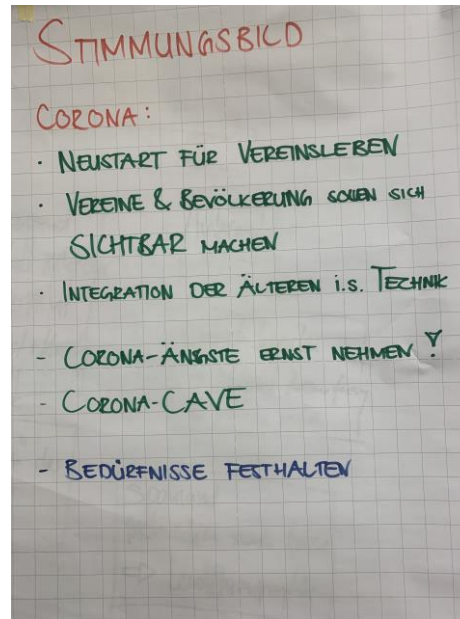 STIMMUNGSBILD
CORONA:
· NEUSTART FÜR VEREINSLEBEN
· VEREINE & BEVÖLKERUNG SOLLEN SICH
SICHTBAR MACHEN
· INTEGRATION DER ÄLTEREN i.S. TECHNIK
- CORONA-ÄNGSTE ERNST NEHMEN !
- CORONA-CAVE
- BEDÜRFNISSE FESTHALTEN